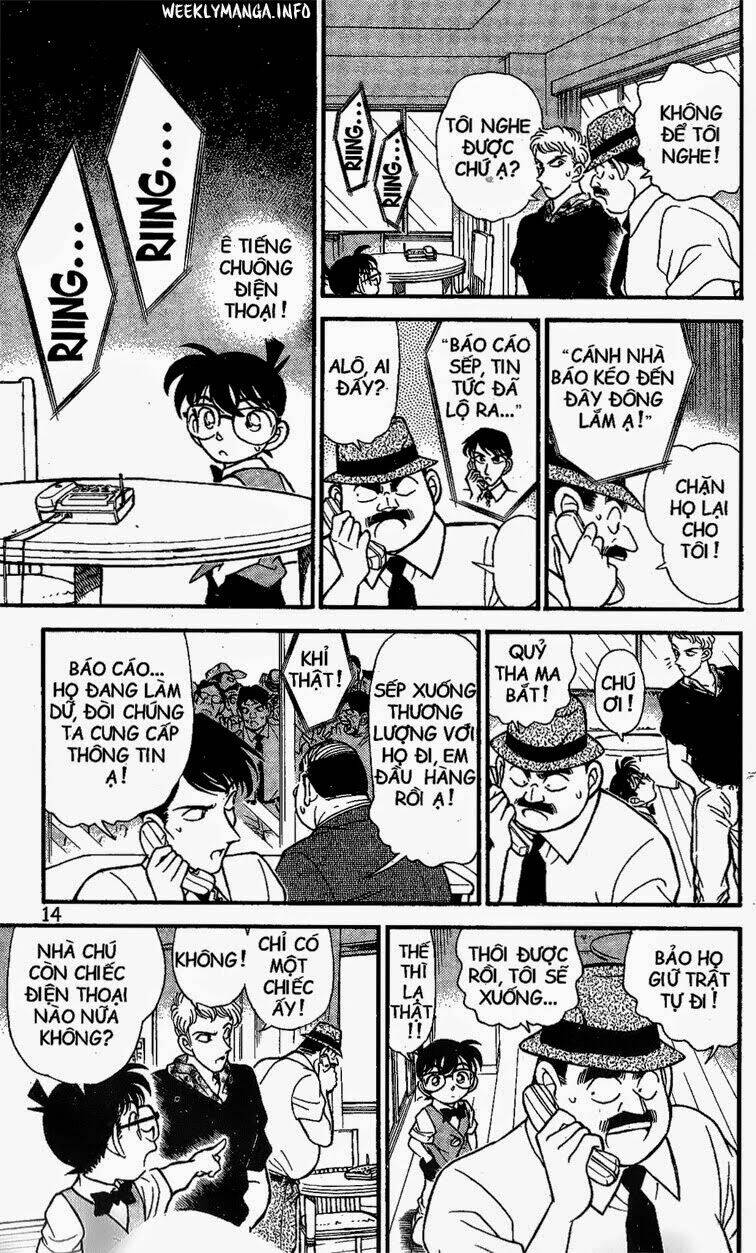 WEEKLYMANGA.INFO
RIING...
RIING...
Ê TIẾNG
CHUÔNG
ĐIỆN
THOẠI!
RIING...
RIING...
TÔI NGHE
ĐƯỢC
CHỨ Ạ?
KHÔNG
ĐỂ TÔI
NGHE!
ALÔ, AI
ĐẤY?
"BÁO CÁO
SẾP, TIN
TỨC ĐÃ
LỘ RA..."
"CÁNH NHÀ
BÁO KÉO ĐẾN
ĐÂY ĐÔNG
LẮM Ạ!"
CHẶN
HỌ LẠI
CHO
TÔI!
BÁO CÁO...
HỌ ĐANG LÀM
DỮ, ĐÒI CHÚNG
TA CUNG CẤP
THÔNG TIN
Ạ!
KHỈ
THẬT!
SẾP XUỐNG
THƯƠNG
LƯỢNG VỚI
HỌ ĐI, EM
ĐẦU HÀNG
RỒI Ạ!
QUỶ
THA MA
BẮT!
CHÚ
ƠI!
14
NHÀ CHÚ
CÒN CHIẾC
ĐIỆN THOẠI
NÀO NỮA
KHÔNG?
KHÔNG!
CHỈ CÓ
MỘT
CHIẾC
ẤY!
THẾ
THÌ
LẠ
THẬT!!
THÔI ĐƯỢC
RỒI, TÔI SẼ
XUỐNG...
BẢO HỌ
GIỮ TRẬT
TỰ ĐI!